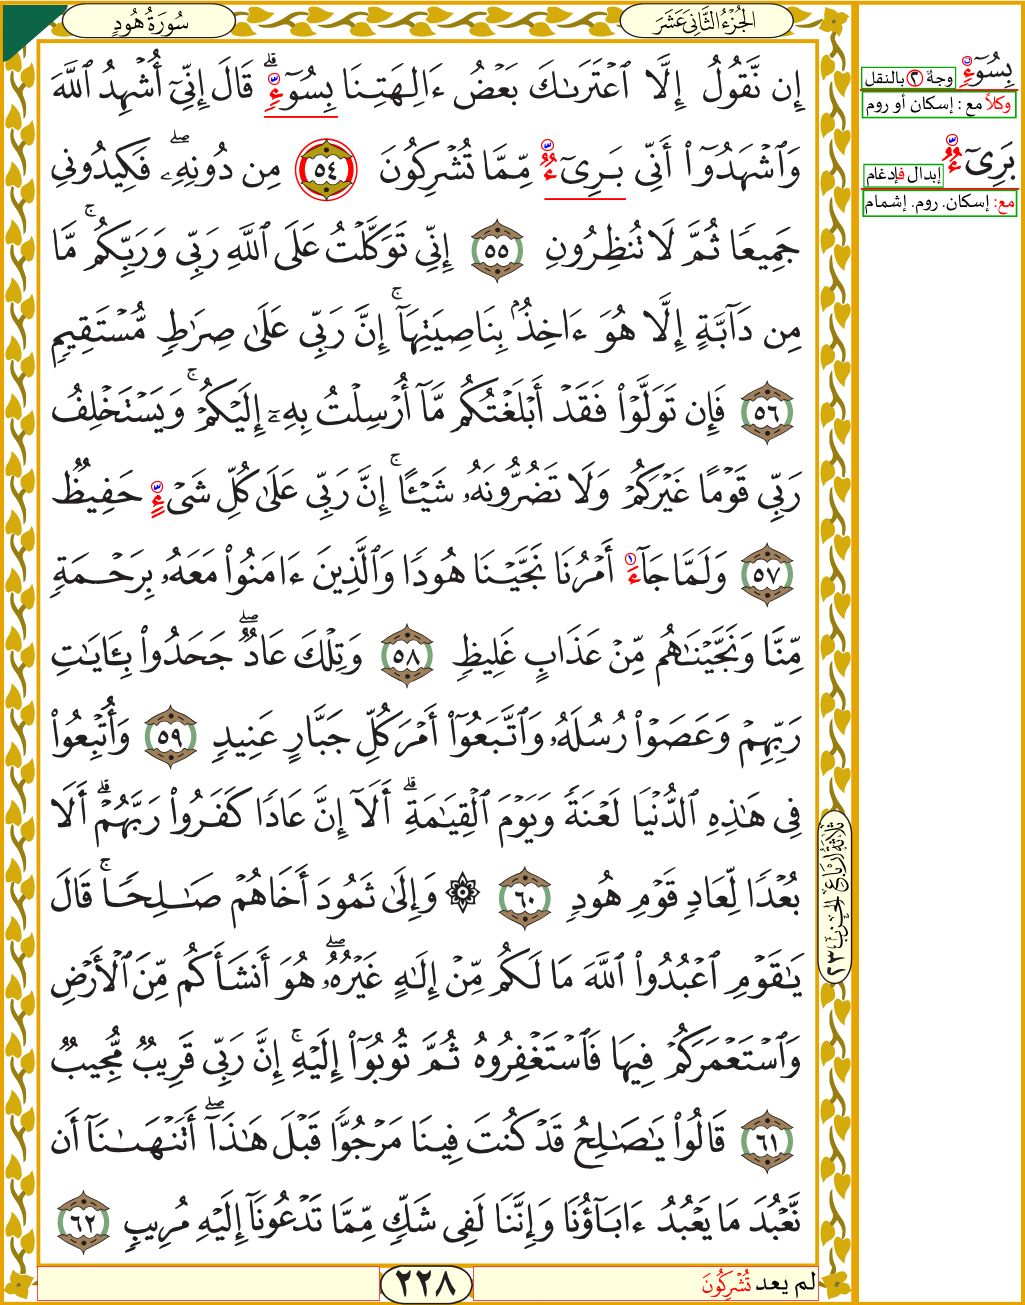 الجُزْءُ الثَّانِي عَشَرَ
سُورَةُ هُودٍ
إِن نَّقُولُ إِلَّا ٱعْتَرَىٰكَ بَعْضُ ءَالِهَتِنَا بِسُوٓءٍۢ ۗ قَالَ إِنِّىٓ أُشْهِدُ ٱللَّهَ
وَٱشْهَدُوٓا۟ أَنِّى بَرِىٓءٌۭ مِّمَّا تُشْرِكُونَ ٥٤ مِن دُونِهِۦ ۖ فَكِيدُونِى
جَمِيعًا ثُمَّ لَا تُنظِرُونِ ٥٥ إِنِّى تَوَكَّلْتُ عَلَى ٱللَّهِ رَبِّى وَرَبِّكُم ۚ مَّا
مِن دَآبَّةٍ إِلَّا هُوَ ءَاخِذٌۢ بِنَاصِيَتِهَآ ۚ إِنَّ رَبِّى عَلَىٰ صِرَٰطٍۢ مُّسْتَقِيمٍۢ
٥٦ فَإِن تَوَلَّوْا۟ فَقَدْ أَبْلَغْتُكُم مَّآ أُرْسِلْتُ بِهِۦٓ إِلَيْكُمْ ۚ وَيَسْتَخْلِفُ
رَبِّى قَوْمًا غَيْرَكُمْ وَلَا تَضُرُّونَهُۥ شَيْـًٔا ۚ إِنَّ رَبِّى عَلَىٰ كُلِّ شَىْءٍ حَفِيظٌۭ
٥٧ وَلَمَّا جَآءَ أَمْرُنَا نَجَّيْنَا هُودًۭا وَٱلَّذِينَ ءَامَنُوا۟ مَعَهُۥ بِرَحْمَةٍۢ
مِّنَّا وَنَجَّيْنَٰهُم مِّنْ عَذَابٍ غَلِيظٍۢ ٥٨ وَتِلْكَ عَادٌۭ ۖ جَحَدُوا۟ بِـَٔايَٰتِ
رَبِّهِمْ وَعَصَوْا۟ رُسُلَهُۥ وَٱتَّبَعُوٓا۟ أَمْرَ كُلِّ جَبَّارٍ عَنِيدٍۢ ٥٩ وَأُتْبِعُوا۟
فِى هَٰذِهِ ٱلدُّنْيَا لَعْنَةًۭ وَيَوْمَ ٱلْقِيَٰمَةِ ۗ أَلَآ إِنَّ عَادًۭا كَفَرُوا۟ رَبَّهُمْ ۗ أَلَا
بُعْدًۭا لِّعَادٍۢ قَوْمِ هُودٍۢ ٦٠ ۞ وَإِلَىٰ ثَمُودَ أَخَاهُمْ صَٰلِحًۭا ۚ قَالَ
يَٰقَوْمِ ٱعْبُدُوا۟ ٱللَّهَ مَا لَكُم مِّنْ إِلَٰهٍ غَيْرُهُۥ ۖ هُوَ أَنشَأَكُم مِّنَ ٱلْأَرْضِ
وَٱسْتَعْمَرَكُمْ فِيهَا فَٱسْتَغْفِرُوهُ ثُمَّ تُوبُوٓا۟ إِلَيْهِ ۚ إِنَّ رَبِّى قَرِيبٌۭ مُّجِيبٌۭ
٦١ قَالُوا۟ يَٰصَٰلِحُ قَدْ كُنتَ فِينَا مَرْجُوًّۭا قَبْلَ هَٰذَآ ۖ أَتَنْهَىٰنَآ أَن
نَّعْبُدَ مَا يَعْبُدُ ءَابَآؤُنَا وَإِنَّنَا لَفِى شَكٍّۢ مِّمَّا تَدْعُونَآ إِلَيْهِ مُرِيبٍۢ ٦٢
لم يعد تُشْرِكُونَ
٢٢٨
ثلاثة أرباع الحزب ٢٣
بِسُوٓءٍۢ وجهٌ ٢ بالنقل
وكلاً مع : إسكان أو روم
بَرِىٓءٌۭ إبدال فإدغام
مع: إسكان. روم. إشمام